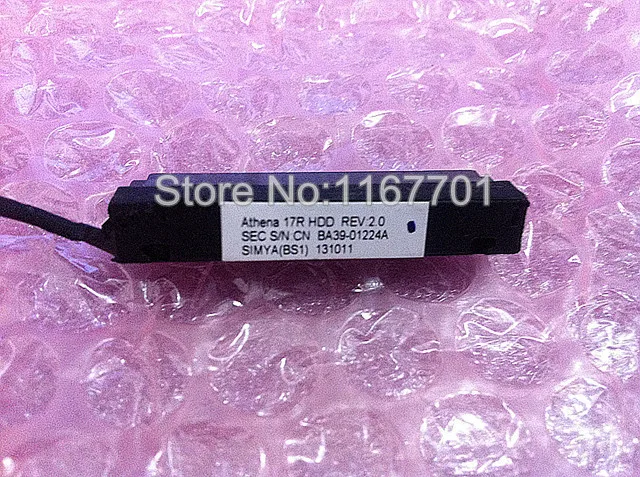 Store No:1167701
Athena 17R HDD REV:2.0
SEC S/N CN BA39-01224A
SIMYA(BS1) 131011